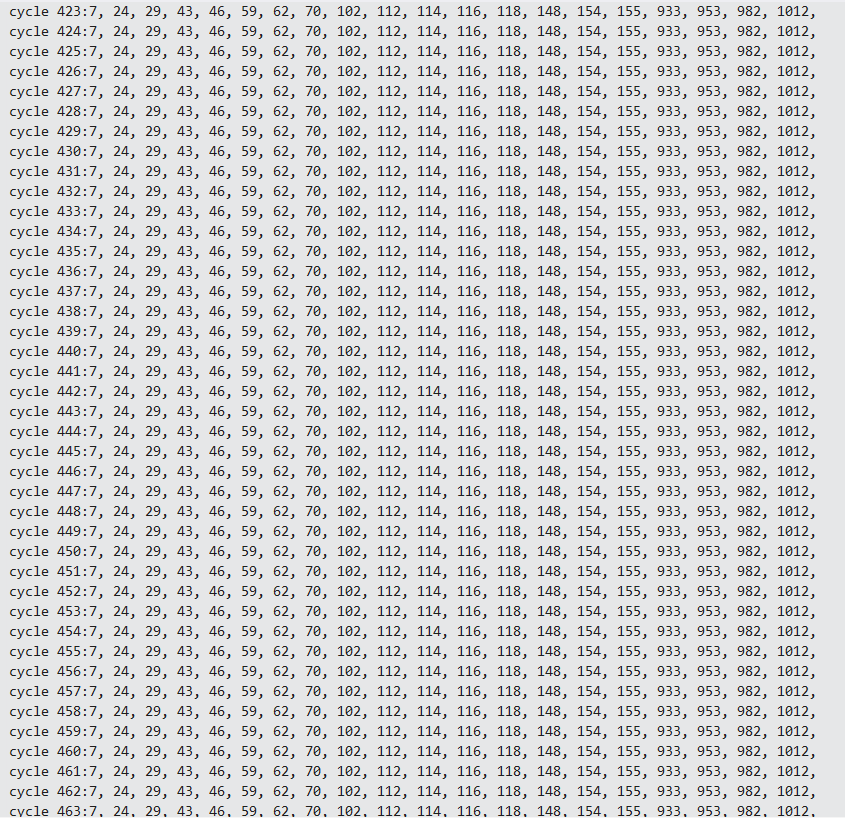 cycle 423:7, 24, 29, 43, 46, 59, 62, 70, 102, 112, 114, 116, 118, 148, 154, 155, 933, 953, 982, 1012,
cycle 424:7, 24, 29, 43, 46, 59, 62, 70, 102, 112, 114, 116, 118, 148, 154, 155, 933, 953, 982, 1012,
cycle 425:7, 24, 29, 43, 46, 59, 62, 70, 102, 112, 114, 116, 118, 148, 154, 155, 933, 953, 982, 1012,
cycle 426:7, 24, 29, 43, 46, 59, 62, 70, 102, 112, 114, 116, 118, 148, 154, 155, 933, 953, 982, 1012,
cycle 427:7, 24, 29, 43, 46, 59, 62, 70, 102, 112, 114, 116, 118, 148, 154, 155, 933, 953, 982, 1012,
cycle 428:7, 24, 29, 43, 46, 59, 62, 70, 102, 112, 114, 116, 118, 148, 154, 155, 933, 953, 982, 1012,
cycle 429:7, 24, 29, 43, 46, 59, 62, 70, 102, 112, 114, 116, 118, 148, 154, 155, 933, 953, 982, 1012,
cycle 430:7, 24, 29, 43, 46, 59, 62, 70, 102, 112, 114, 116, 118, 148, 154, 155, 933, 953, 982, 1012,
cycle 431:7, 24, 29, 43, 46, 59, 62, 70, 102, 112, 114, 116, 118, 148, 154, 155, 933, 953, 982, 1012,
cycle 432:7, 24, 29, 43, 46, 59, 62, 70, 102, 112, 114, 116, 118, 148, 154, 155, 933, 953, 982, 1012,
cycle 433:7, 24, 29, 43, 46, 59, 62, 70, 102, 112, 114, 116, 118, 148, 154, 155, 933, 953, 982, 1012,
cycle 434:7, 24, 29, 43, 46, 59, 62, 70, 102, 112, 114, 116, 118, 148, 154, 155, 933, 953, 982, 1012,
cycle 435:7, 24, 29, 43, 46, 59, 62, 70, 102, 112, 114, 116, 118, 148, 154, 155, 933, 953, 982, 1012,
cycle 436:7, 24, 29, 43, 46, 59, 62, 70, 102, 112, 114, 116, 118, 148, 154, 155, 933, 953, 982, 1012,
cycle 437:7, 24, 29, 43, 46, 59, 62, 70, 102, 112, 114, 116, 118, 148, 154, 155, 933, 953, 982, 1012,
cycle 438:7, 24, 29, 43, 46, 59, 62, 70, 102, 112, 114, 116, 118, 148, 154, 155, 933, 953, 982, 1012,
cycle 439:7, 24, 29, 43, 46, 59, 62, 70, 102, 112, 114, 116, 118, 148, 154, 155, 933, 953, 982, 1012,
cycle 440:7, 24, 29, 43, 46, 59, 62, 70, 102, 112, 114, 116, 118, 148, 154, 155, 933, 953, 982, 1012,
cycle 441:7, 24, 29, 43, 46, 59, 62, 70, 102, 112, 114, 116, 118, 148, 154, 155, 933, 953, 982, 1012,
cycle 442:7, 24, 29, 43, 46, 59, 62, 70, 102, 112, 114, 116, 118, 148, 154, 155, 933, 953, 982, 1012,
cycle 443:7, 24, 29, 43, 46, 59, 62, 70, 102, 112, 114, 116, 118, 148, 154, 155, 933, 953, 982, 1012,
cycle 444:7, 24, 29, 43, 46, 59, 62, 70, 102, 112, 114, 116, 118, 148, 154, 155, 933, 953, 982, 1012,
cycle 445:7, 24, 29, 43, 46, 59, 62, 70, 102, 112, 114, 116, 118, 148, 154, 155, 933, 953, 982, 1012,
cycle 446:7, 24, 29, 43, 46, 59, 62, 70, 102, 112, 114, 116, 118, 148, 154, 155, 933, 953, 982, 1012,
cycle 447:7, 24, 29, 43, 46, 59, 62, 70, 102, 112, 114, 116, 118, 148, 154, 155, 933, 953, 982, 1012,
cycle 448:7, 24, 29, 43, 46, 59, 62, 70, 102, 112, 114, 116, 118, 148, 154, 155, 933, 953, 982, 1012,
cycle 449:7, 24, 29, 43, 46, 59, 62, 70, 102, 112, 114, 116, 118, 148, 154, 155, 933, 953, 982, 1012,
cycle 450:7, 24, 29, 43, 46, 59, 62, 70, 102, 112, 114, 116, 118, 148, 154, 155, 933, 953, 982, 1012,
cycle 451:7, 24, 29, 43, 46, 59, 62, 70, 102, 112, 114, 116, 118, 148, 154, 155, 933, 953, 982, 1012,
cycle 452:7, 24, 29, 43, 46, 59, 62, 70, 102, 112, 114, 116, 118, 148, 154, 155, 933, 953, 982, 1012,
cycle 453:7, 24, 29, 43, 46, 59, 62, 70, 102, 112, 114, 116, 118, 148, 154, 155, 933, 953, 982, 1012,
cycle 454:7, 24, 29, 43, 46, 59, 62, 70, 102, 112, 114, 116, 118, 148, 154, 155, 933, 953, 982, 1012,
cycle 455:7, 24, 29, 43, 46, 59, 62, 70, 102, 112, 114, 116, 118, 148, 154, 155, 933, 953, 982, 1012,
cycle 456:7, 24, 29, 43, 46, 59, 62, 70, 102, 112, 114, 116, 118, 148, 154, 155, 933, 953, 982, 1012,
cycle 457:7, 24, 29, 43, 46, 59, 62, 70, 102, 112, 114, 116, 118, 148, 154, 155, 933, 953, 982, 1012,
cycle 458:7, 24, 29, 43, 46, 59, 62, 70, 102, 112, 114, 116, 118, 148, 154, 155, 933, 953, 982, 1012,
cycle 459:7, 24, 29, 43, 46, 59, 62, 70, 102, 112, 114, 116, 118, 148, 154, 155, 933, 953, 982, 1012,
cycle 460:7, 24, 29, 43, 46, 59, 62, 70, 102, 112, 114, 116, 118, 148, 154, 155, 933, 953, 982, 1012,
cycle 461:7, 24, 29, 43, 46, 59, 62, 70, 102, 112, 114, 116, 118, 148, 154, 155, 933, 953, 982, 1012,
cycle 462:7, 24, 29, 43, 46, 59, 62, 70, 102, 112, 114, 116, 118, 148, 154, 155, 933, 953, 982, 1012,
cycle 463:7, 24, 29, 43, 46, 59, 62, 70, 102, 112, 114, 116, 118, 148, 154, 155, 933, 953, 982, 1012,